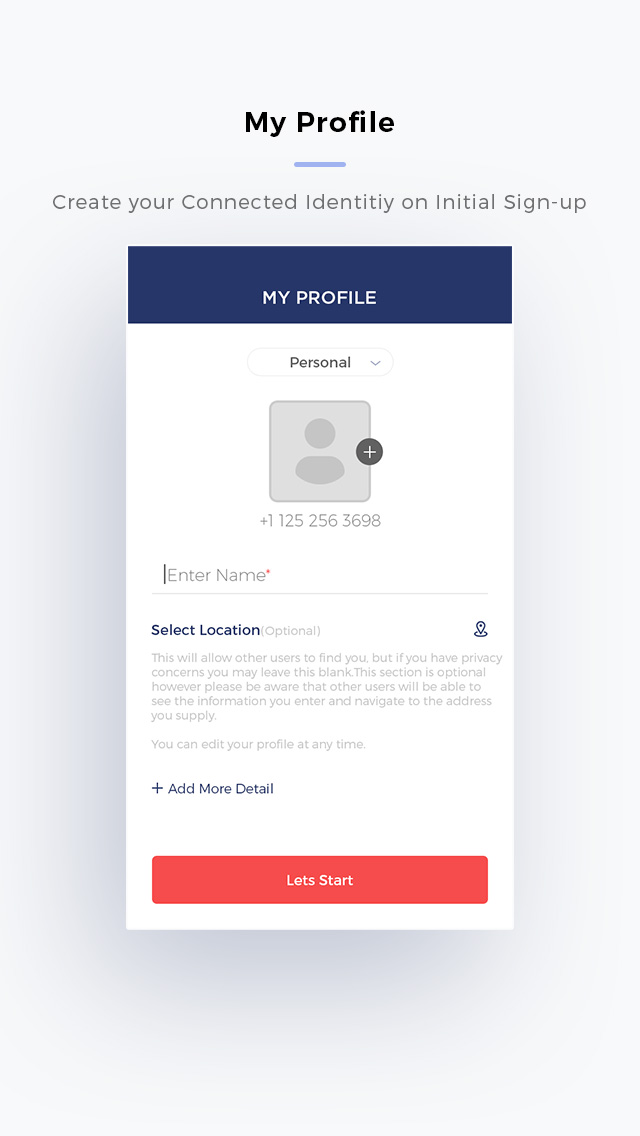 My Profile
Create your Connected Identitiy on Initial Sign-up
MY PROFILE
Personal
+1 125 256 3698
Enter Name*
Select Location(Optional)
This will allow other users to find you, but if you have privacy
concerns you may leave this blank.This section is optional
however please be aware that other users will be able to
see the information you enter and navigate to the address
you supply.
You can edit your profile at any time.
+ Add More Detail
Lets Start